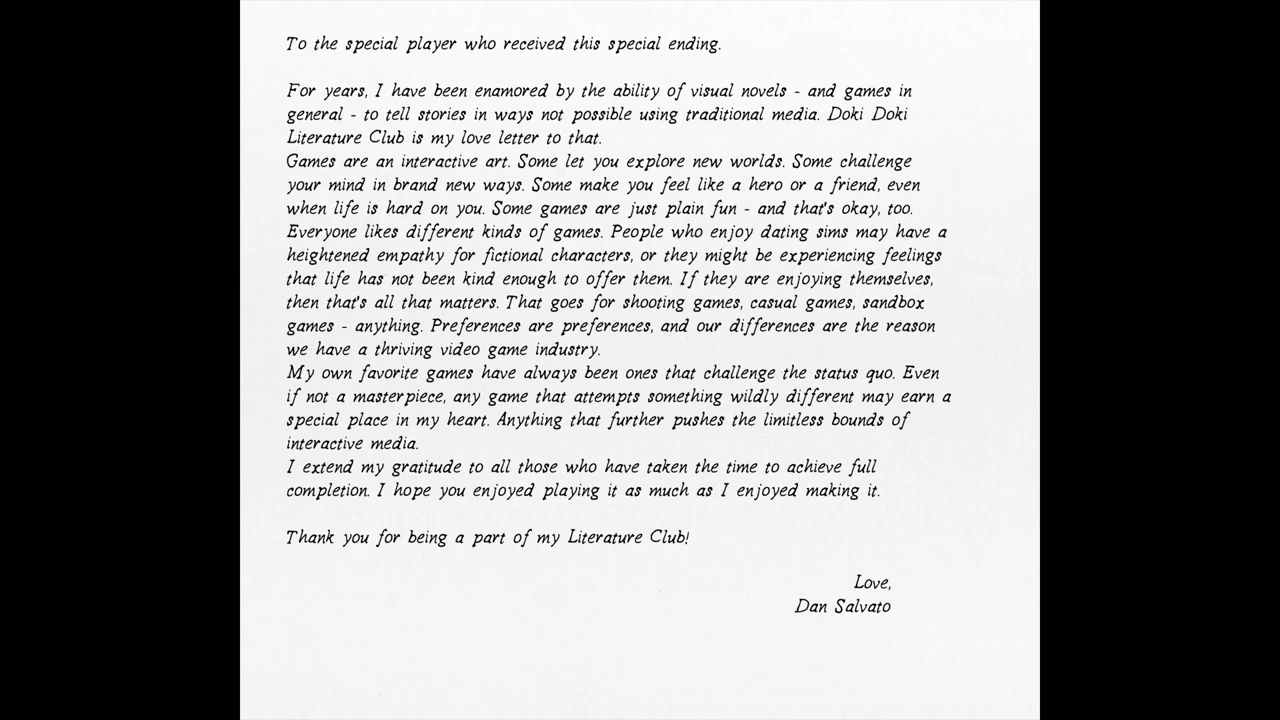 To the special player who received this special ending.
For years, I have been enamored by the ability of visual novels - and games in
general - to tell stories in ways not possible using traditional media. Doki Doki
Literature Club is my love letter to that.
Games are an interactive art. Some let you explore new worlds. Some challenge
your mind in brand new ways. Some make you feel like a hero or a friend, even
when life is hard on you. Some games are just plain fun - and that's okay, too.
Everyone likes different kinds of games. People who enjoy dating sims may have a
heightened empathy for fictional characters, or they might be experiencing feelings
that life has not been kind enough to offer them. If they are enjoying themselves,
then that's all that matters. That goes for shooting games, casual games, sandbox
games - anything. Preferences are preferences, and our differences are the reason
we have a thriving video game industry.
My own favorite games have always been ones that challenge the status quo. Even
if not a masterpiece, any game that attempts something wildly different may earn a
special place in my heart. Anything that further pushes the limitless bounds of
interactive media.
I extend my gratitude to all those who have taken the time to achieve full
completion. I hope you enjoyed playing it as much as I enjoyed making it.
Thank you for being a part of my Literature Club!
Love,
Dan Salvato